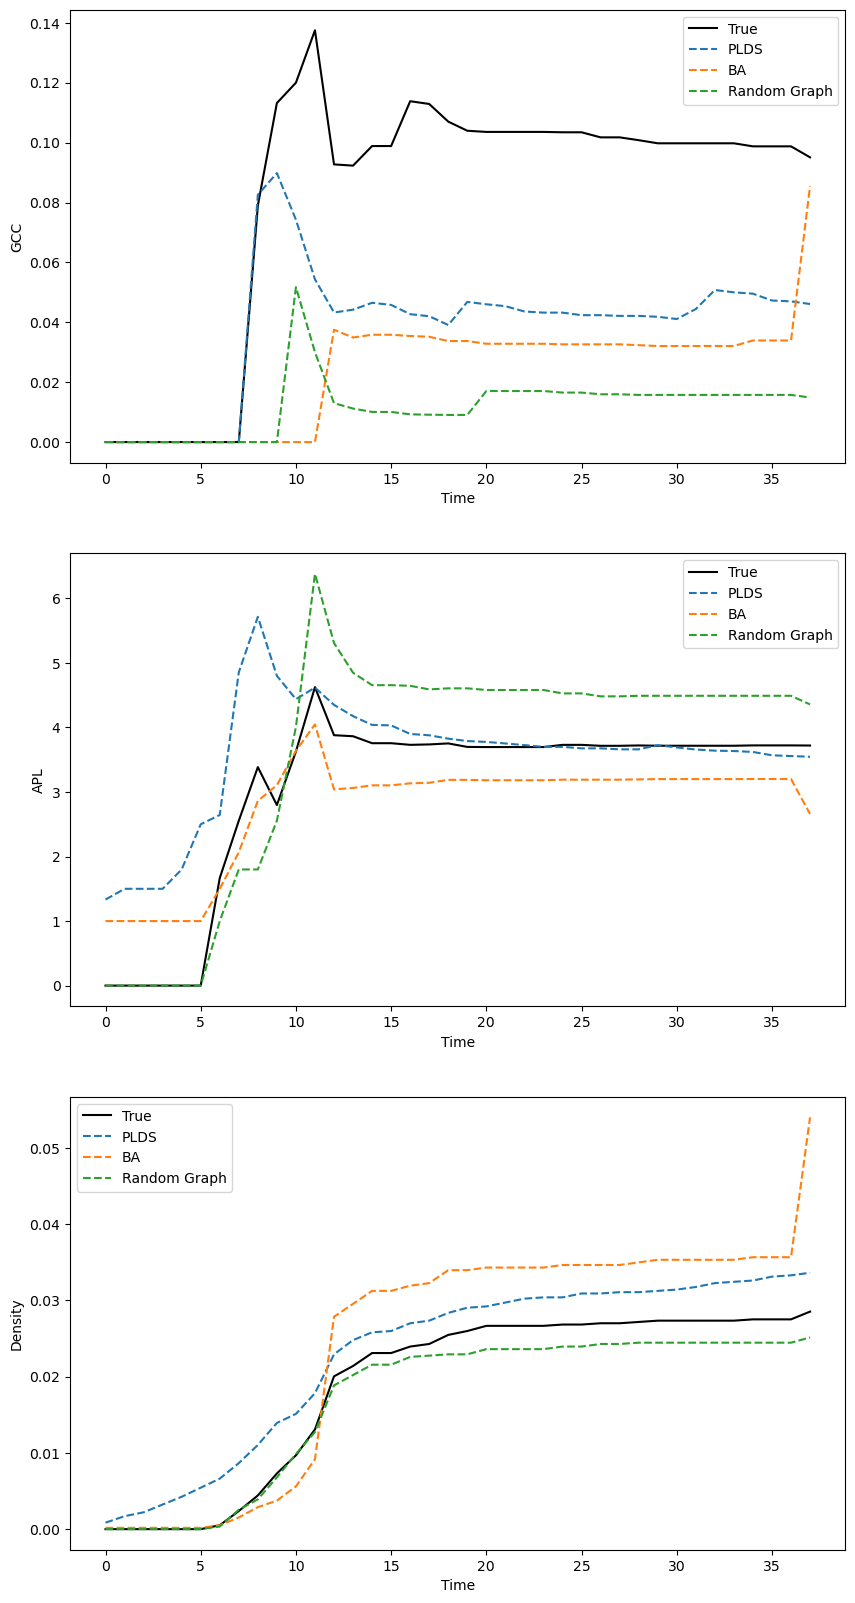 0.14
0.12
0.10
0.08
0.06
0.04
0.02
0.00
GCC
True
PLDS
BA
Random Graph
0 5 10 15 20 25 30 35
Time
6
5
4
3
2
1
0
APL
True
PLDS
BA
Random Graph
0 5 10 15 20 25 30 35
Time
0.05
0.04
0.03
0.02
0.01
0.00
Density
True
PLDS
BA
Random Graph
0 5 10 15 20 25 30 35
Time